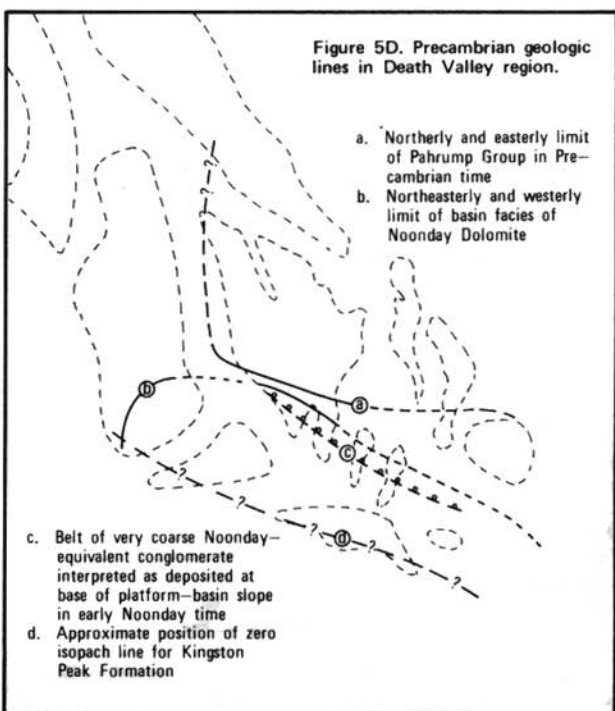 Figure 5D. Precambrian geologic
lines in Death Valley region.
a. Northerly and easterly limit
of Pahrump Group in Pre—
cambrian time
b. Northeasterly and westerly
limit of basin facies of
Noonday Dolomite
?
?
b
a
c
?
?
d
?
?
c. Belt of very coarse Noonday—
equivalent conglomerate
interpreted as deposited at
base of platform—basin slope
in early Noonday time
d. Approximate position of zero
isopach line for Kingston
Peak Formation